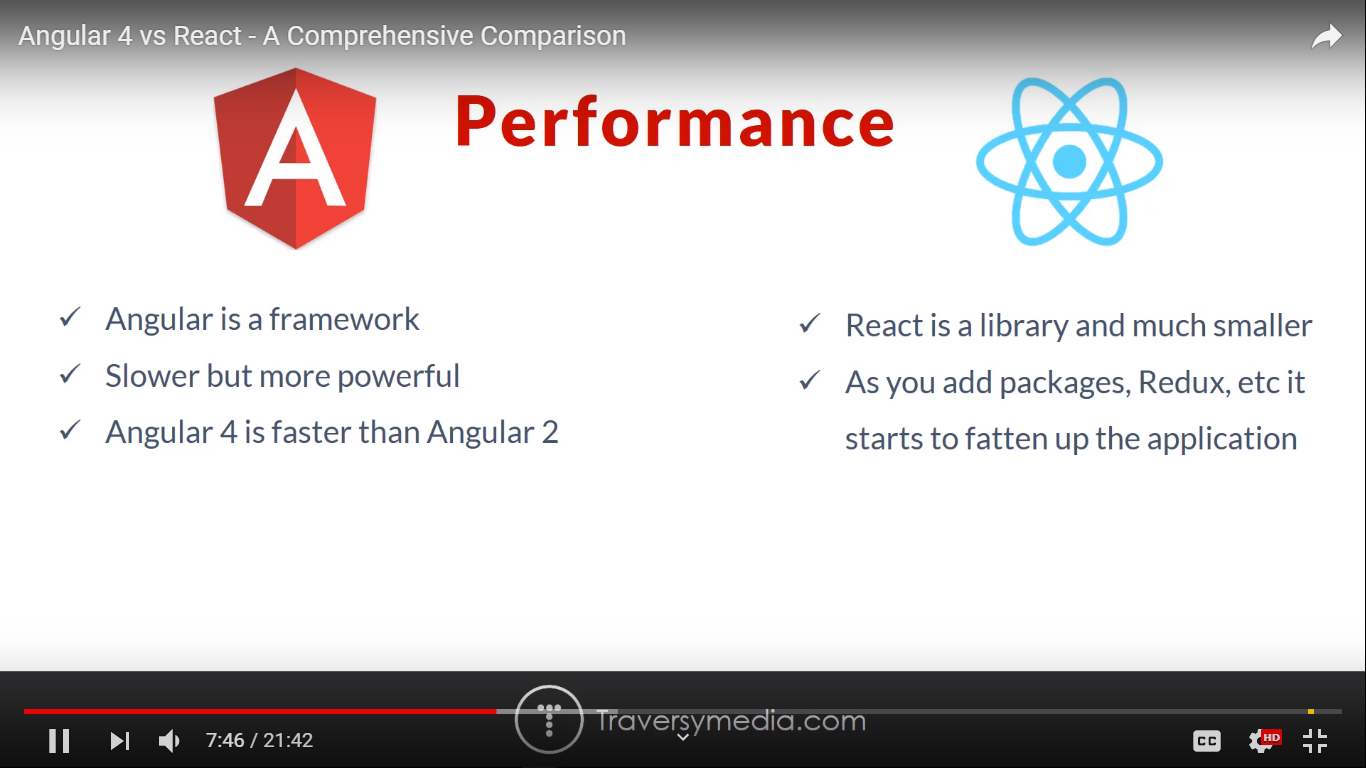 Angular 4 vs React - A Comprehensive Comparison
Performance
Angular is a framework
Slower but more powerful
Angular 4 is faster than Angular 2
React is a library and much smaller
As you add packages, Redux, etc it
starts to fatten up the application
Traversymedia.com
7:46 / 21:42
CC
HD